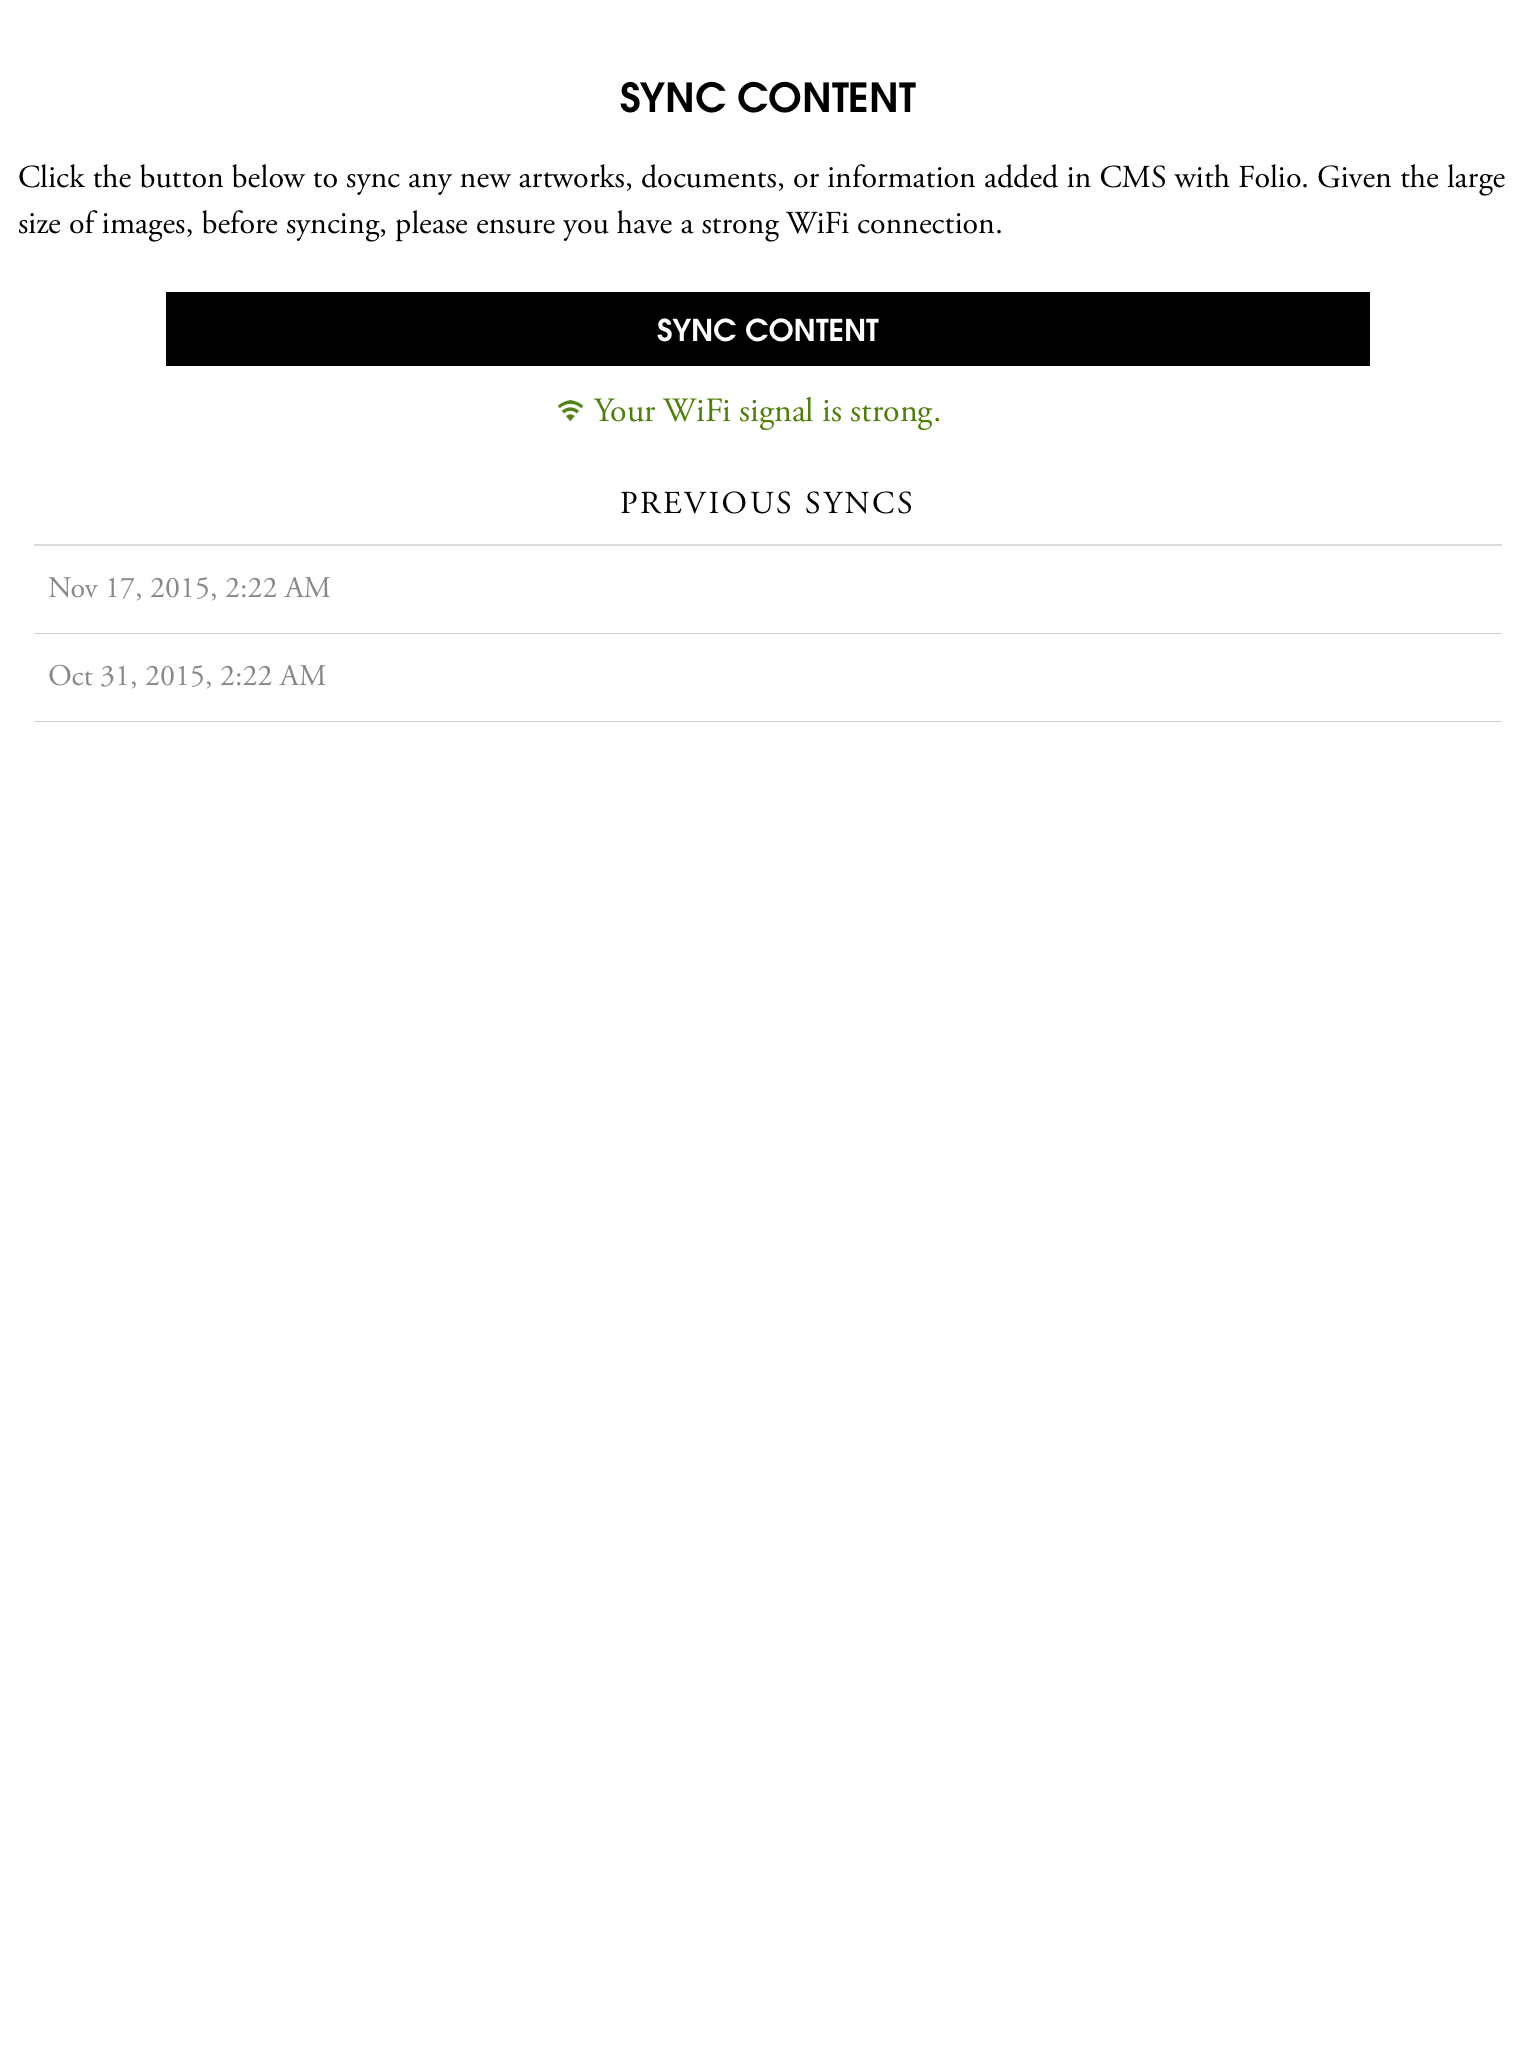 SYNC CONTENT
Click the button below to sync any new artworks, documents, or information added in CMS with Folio. Given the large
size of images, before syncing, please ensure you have a strong WiFi connection.
SYNC CONTENT
Your WiFi signal is strong.
PREVIOUS SYNCS
Nov 17, 2015, 2:22 AM
Oct 31, 2015, 2:22 AM